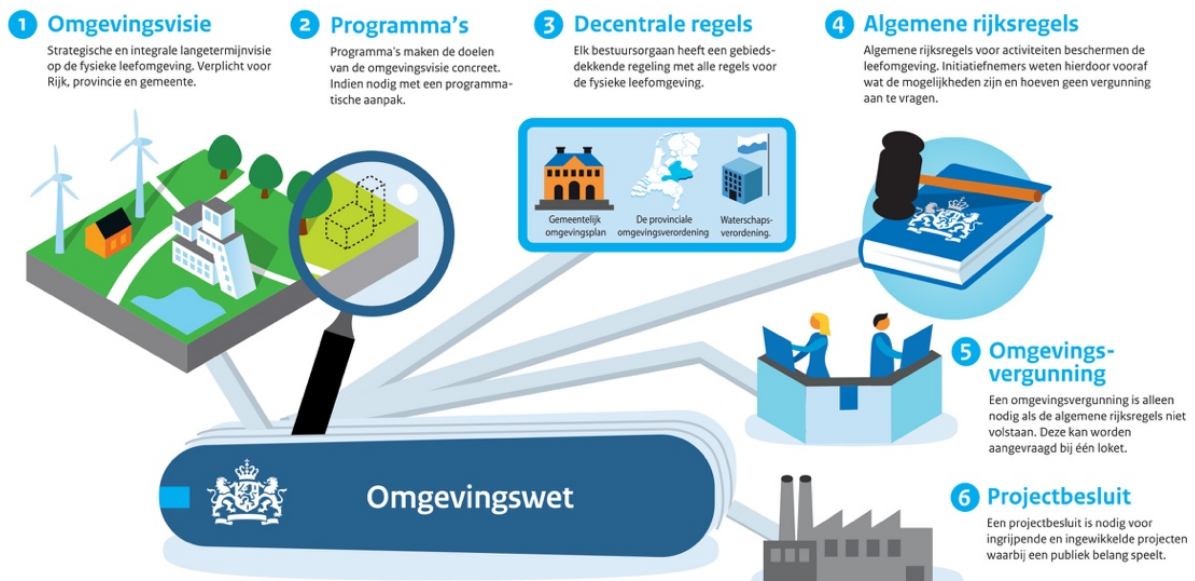 1 Omgevingsvisie
Strategische en integrale langetermijnvisie
op de fysieke leefomgeving. Verplicht voor
Rijk, provincie en gemeente.
2 Programma's
Programma's maken de doelen
van de omgevingsvisie concreet.
Indien nodig met een programma-
tische aanpak.
3 Decentrale regels
Elk bestuursorgaan heeft een gebieds-
dekkende regeling met alle regels voor
de fysieke leefomgeving.
Gemeentelijk
omgevingsplan
De provinciale
omgevingsverordening
Waterschaps-
verordening.
4 Algemene rijksregels
Algemene rijksregels voor activiteiten beschermen de
leefomgeving. Initiatiefnemers weten hierdoor vooraf
wat de mogelijkheden zijn en hoeven geen vergunning
aan te vragen.
5 Omgevings-
vergunning
Een omgevingsvergunning is alleen
nodig als de algemene rijksregels niet
volstaan. Deze kan worden
aangevraagd bij één loket.
6 Projectbesluit
Een projectbesluit is nodig voor
ingrijpende en ingewikkelde projecten
waarbij een publiek belang speelt.
Omgevingswet